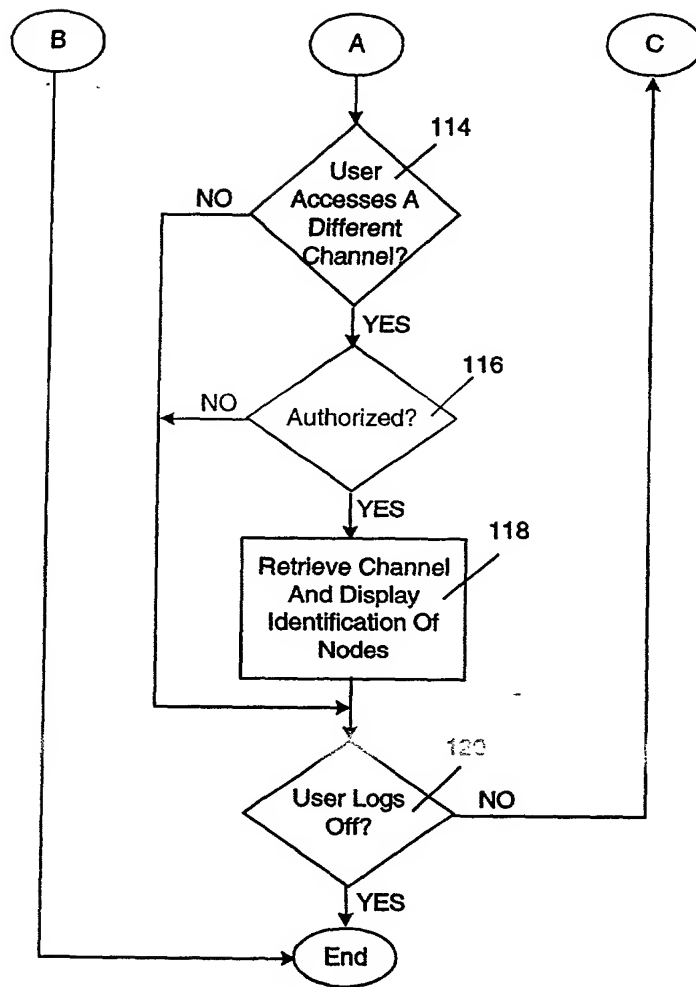 B
A
C
114
User
Accesses A
Different
Channel?
NO
YES
116
NO
Authorized?
YES
118
Retrieve Channel
And Display
Identification Of
Nodes
120
User Logs
Off?
NO
YES
End